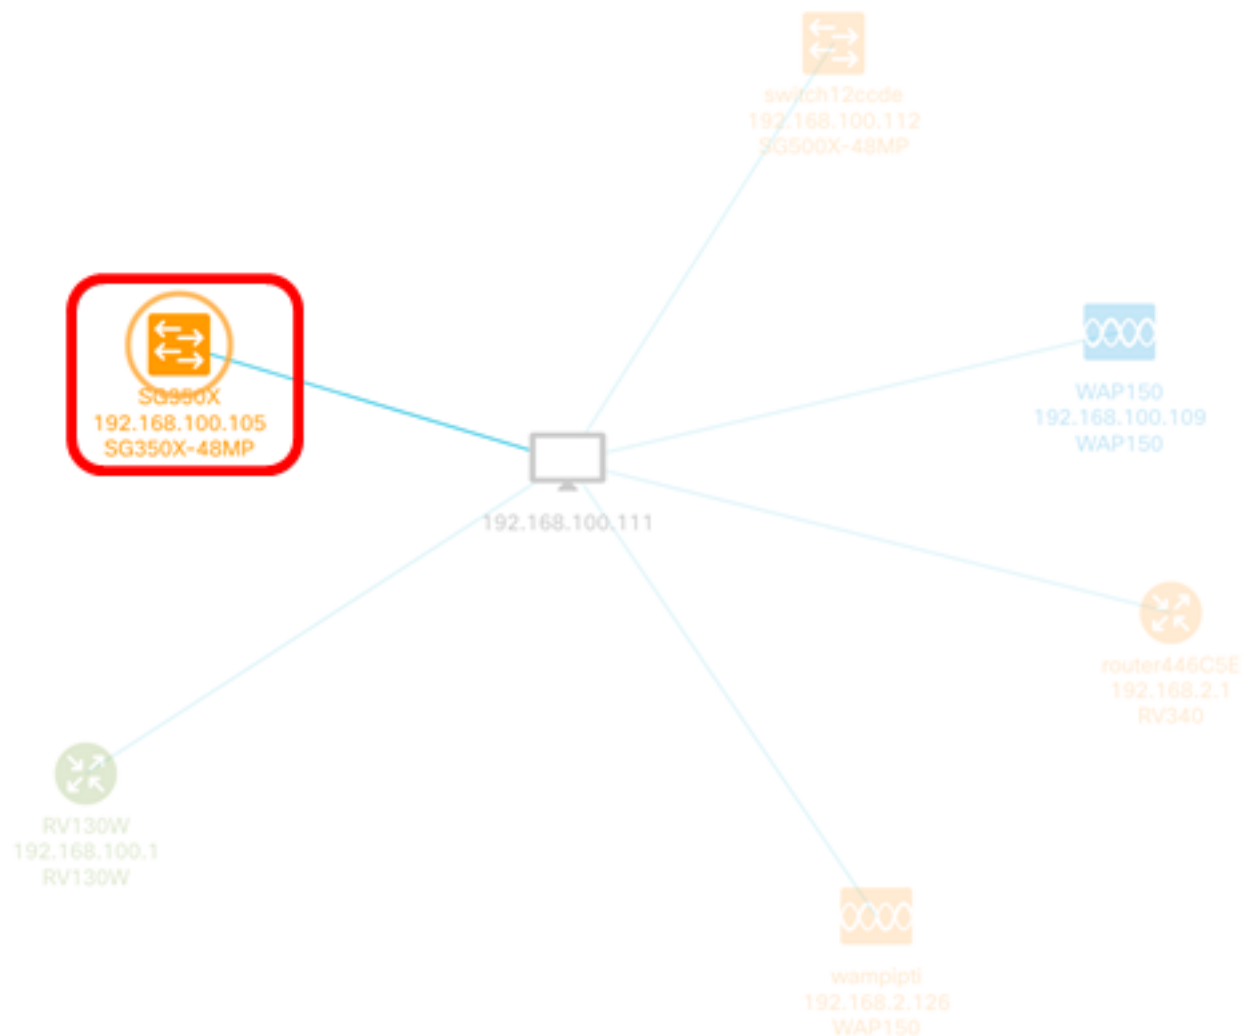 switch12ccde
192.168.100.112
SG500X-48MP
SG350X
192.168.100.105
SG350X-48MP
WAP150
192.168.100.109
WAP150
192.168.100.111
router446C5E
192.168.2.1
RV340
RV130W
192.168.100.1
RV130W
wampipti
192.168.2.126
WAP150